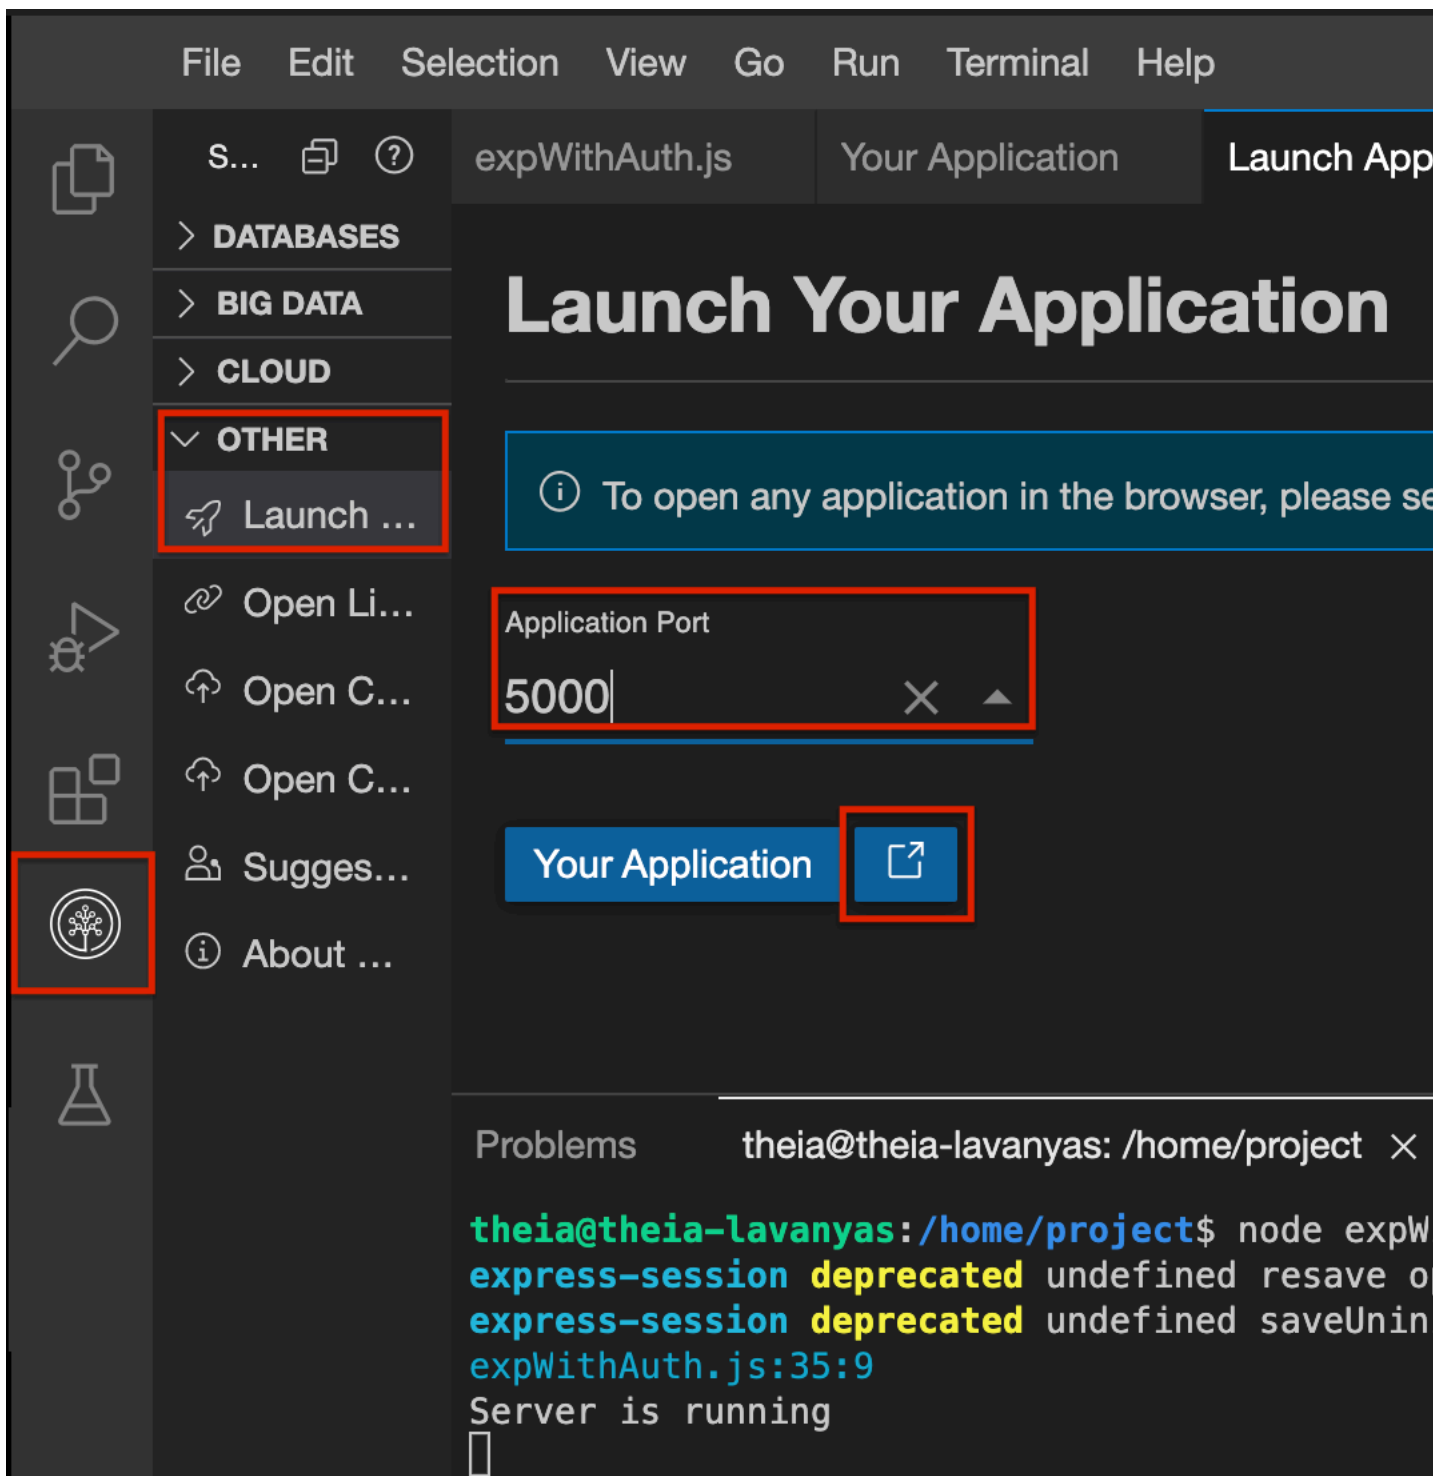 File Edit Selection View Go Run Terminal Help
S... expWithAuth.js Your Application Launch App
DATABASES
BIG DATA
CLOUD
OTHER
Launch ...
Open Li...
Open C...
Open C...
Sugges...
About ...
Launch Your Application
To open any application in the browser, please se
Application Port
5000
Your Application
Problems theia@theia-lavanyas: /home/project
theia@theia-lavanyas:/home/project$ node expW
express-session deprecated undefined resave op
express-session deprecated undefined saveUnin
expWithAuth.js:35:9
Server is running